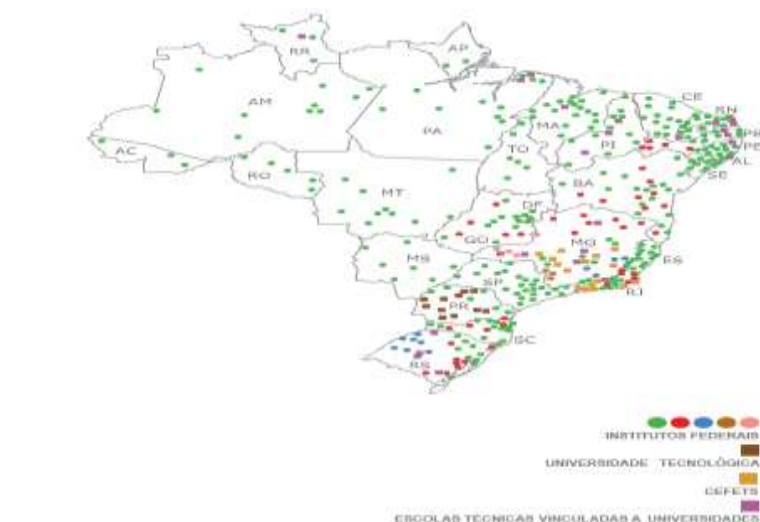 RR
AP
AM
PA
MA
CE
RN
PB
PE
AL
SE
AC
RO
TO
PI
BA
MT
DF
GO
MG
ES
MS
SP
RJ
PR
SC
RS
INSTITUTOS FEDERAIS
UNIVERSIDADE TECNOLÓGICA
CEFETS
ESCOLAS TÉCNICAS VINCULADAS A UNIVERSIDADES